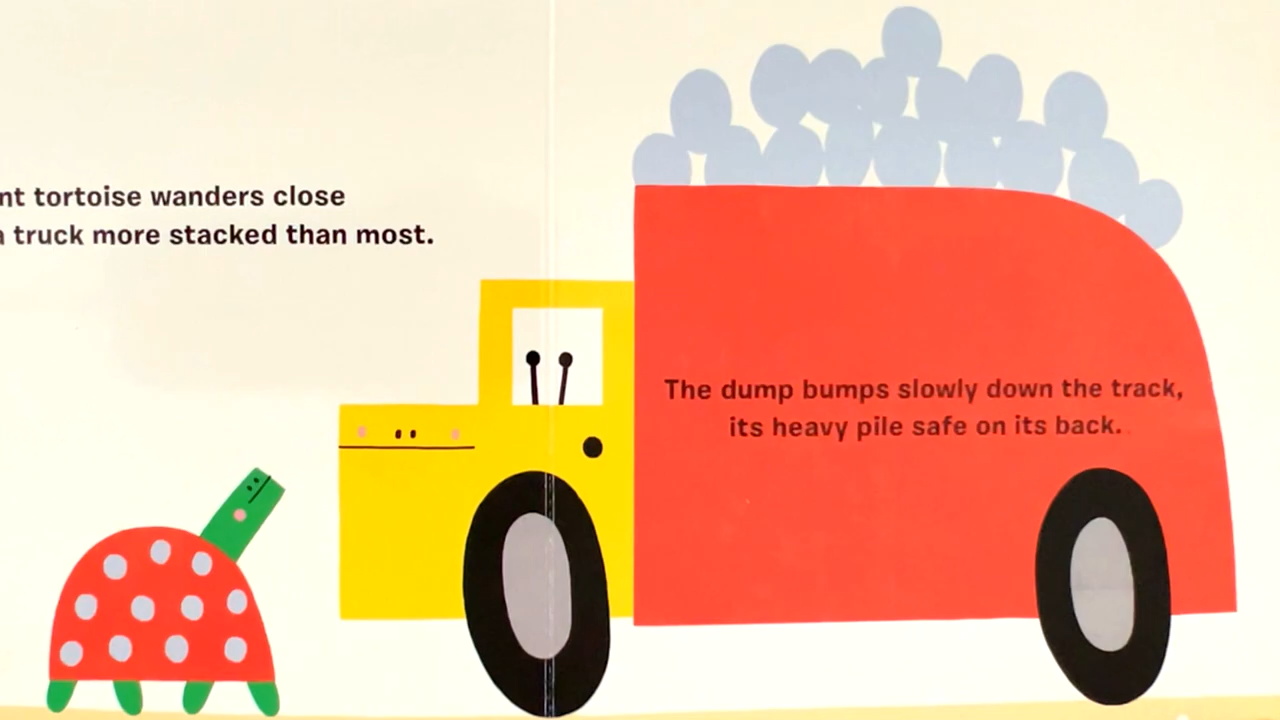 tortoise wanders close
truck more stacked than most.
The dump bumps slowly down the track,
its heavy pile safe on its back.